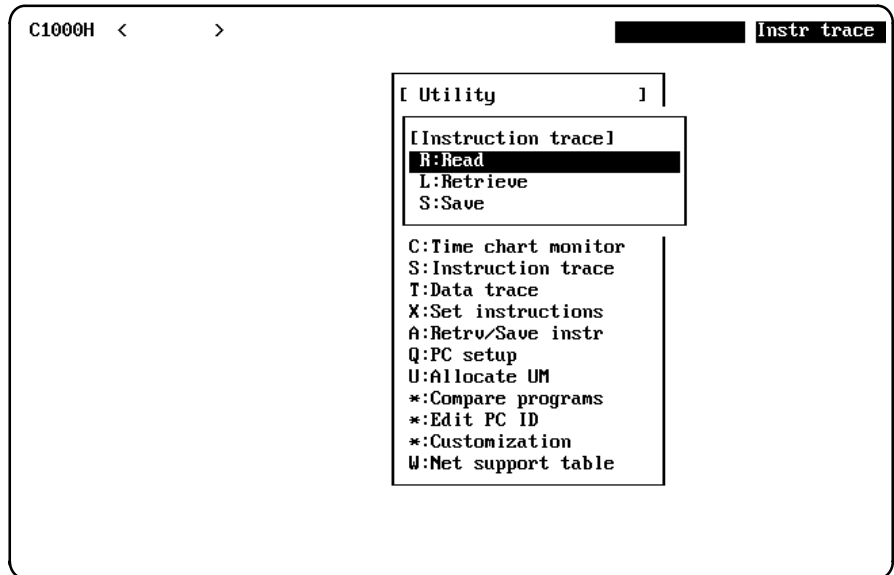 C1000H < > Instr trace
[ Utility ]
[Instruction trace]
R:Read
L:Retrieve
S:Save
C:Time chart monitor
S:Instruction trace
T:Data trace
X:Set instructions
A:Retrv/Save instr
Q:PC setup
U:Allocate UM
*:Compare programs
*:Edit PC ID
*:Customization
W:Net support table